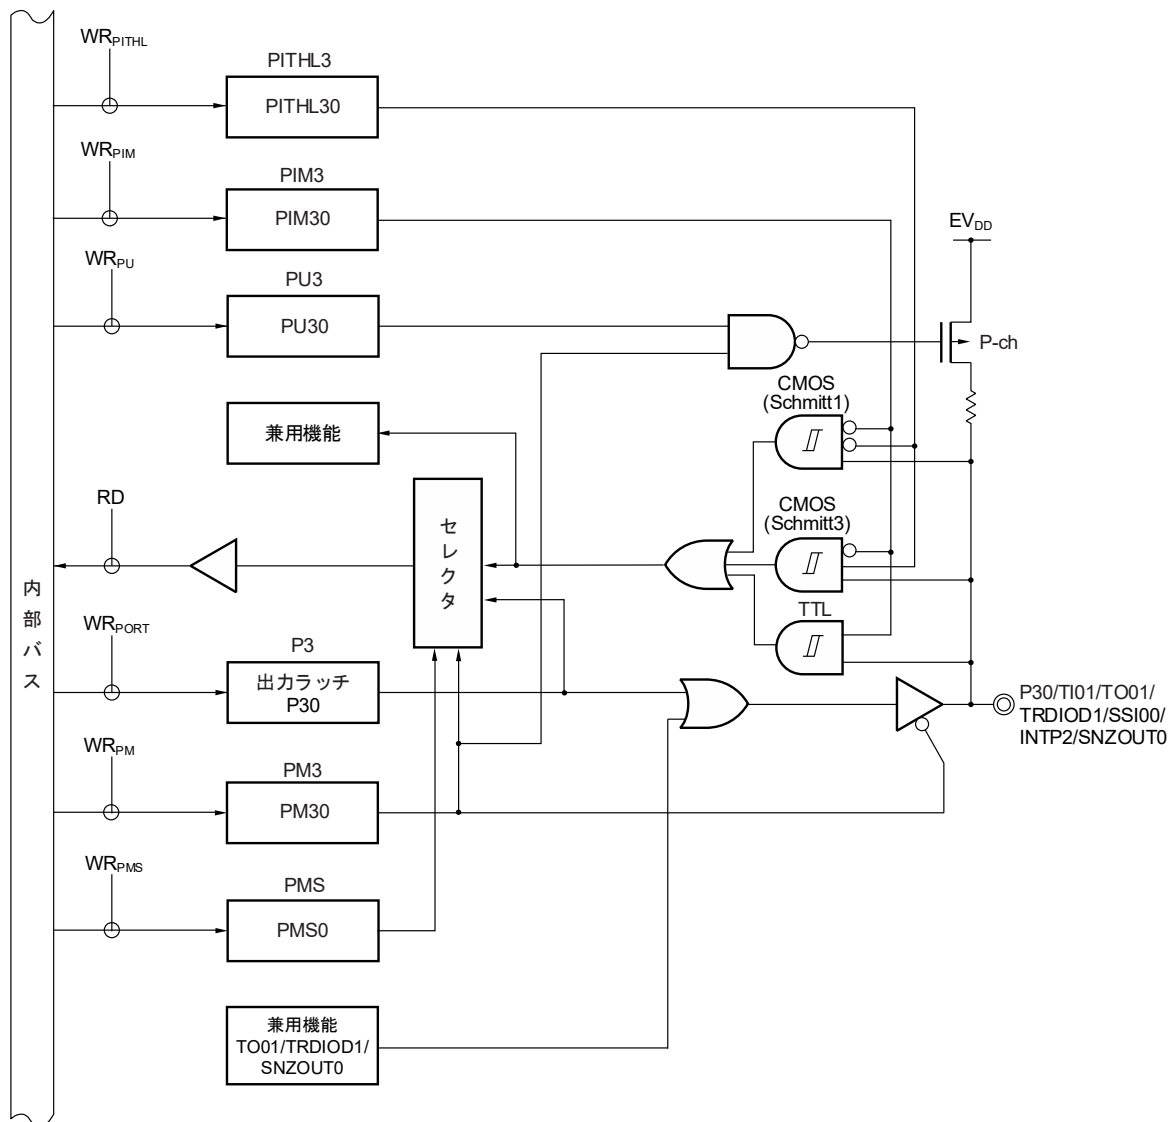 WRPITHL
PITHL3
PITHL30
WRPIM
PIM3
PIM30
EVDD
WRPU
PU3
PU30
P-ch
CMOS
(Schmitt1)
兼用機能
RD
セレクタ
CMOS
(Schmitt3)
内部バス
TTL
WRPORT
P3
出力ラッチ
P30
P30/TI01/TO01/
TRDIOD1/SSI00/
INTP2/SNZOUT0
WRPM
PM3
PM30
WRPMS
PMS
PMS0
兼用機能
TO01/TRDIOD1/
SNZOUT0